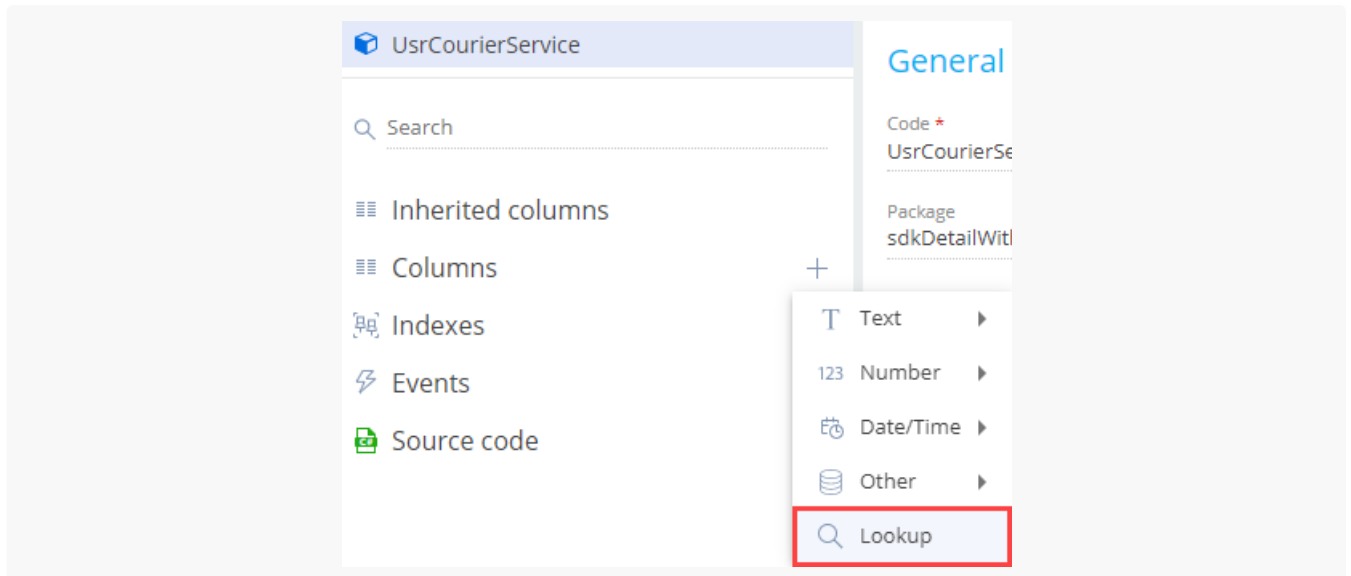 UsrCourierService
Search
Inherited columns
Columns
Indexes
Events
C#
Source code
General
Code *
UsrCourierSe
Package
sdkDetailWit
T Text
123 Number
Date/Time
Other
Lookup